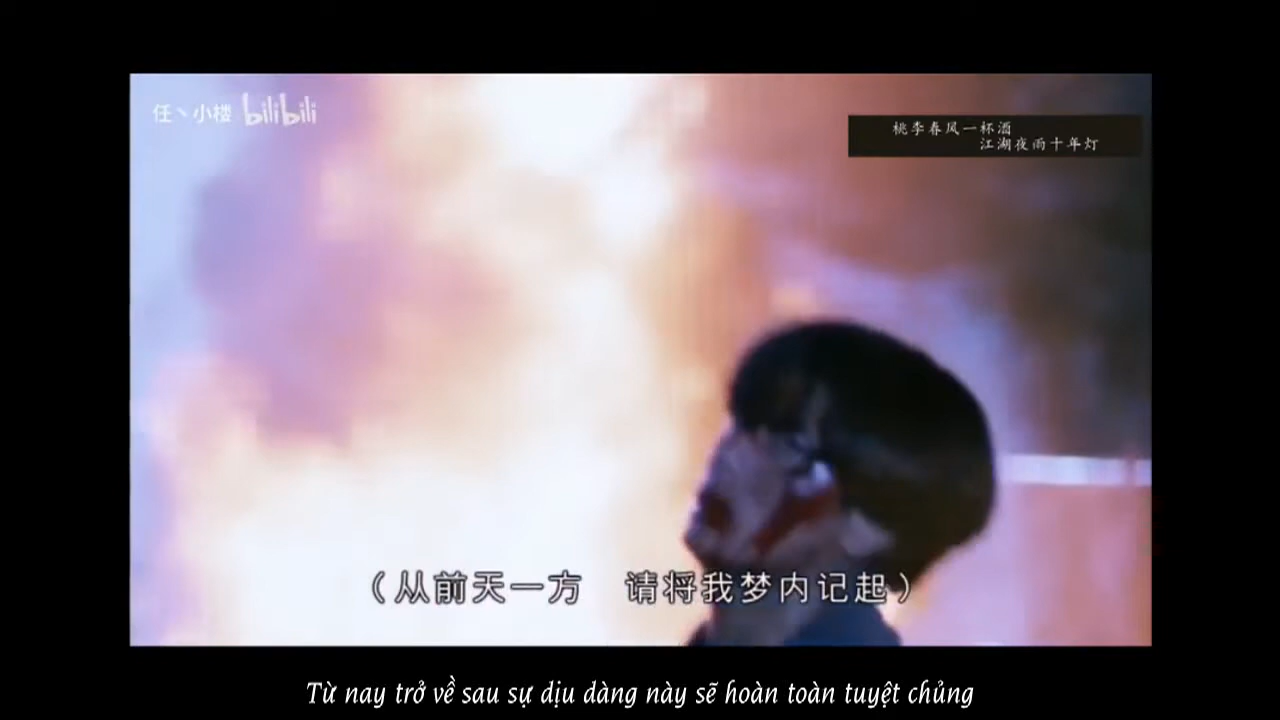 任丶小楼 bilibili
桃李春风一杯酒
江湖夜雨十年灯
（从前天一方 请将我梦内记起）
Từ nay trở về sau sự dịu dàng này sẽ hoàn toàn tuyệt chủng